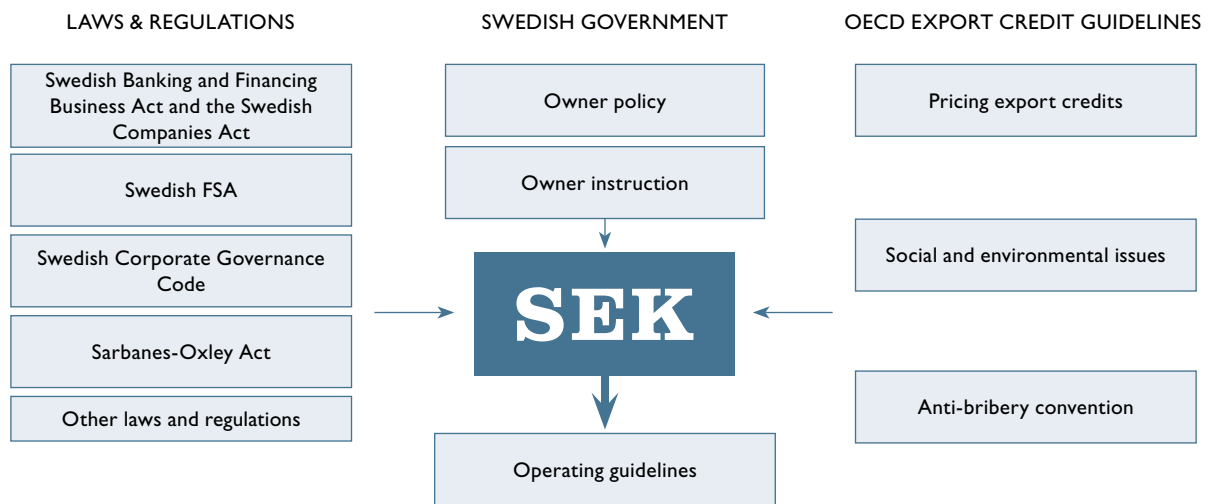 LAWS & REGULATIONS
Swedish Banking and Financing
Business Act and the Swedish
Companies Act
Swedish FSA
Swedish Corporate Governance
Code
Sarbanes-Oxley Act
Other laws and regulations
SWEDISH GOVERNMENT
Owner policy
Owner instruction
SEK
Operating guidelines
OECD EXPORT CREDIT GUIDELINES
Pricing export credits
Social and environmental issues
Anti-bribery convention